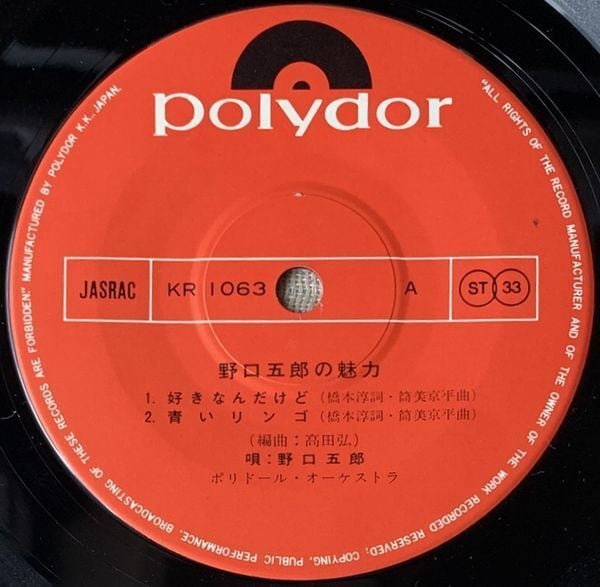 polydor
JASRAC
KR 1063
A
ST 33
野口五郎の魅力
1. 好きなんだけど (橋本淳詞・筒美京平曲)
2. 青いリンゴ (橋本淳詞・筒美京平曲)
(編曲：高田弘)
唄：野口五郎
ポリドール・オーケストラ
"ALL RIGHTS OF THE RECORD MANUFACTURER AND OF THE OWNER OF THE WORK RECORDED RESERVED; COPYING, PUBLIC PERFORMANCE, BROADCASTING OF THESE RECORDS ARE FORBIDDEN." MANUFACTURED BY POLYDOR K.K., JAPAN.